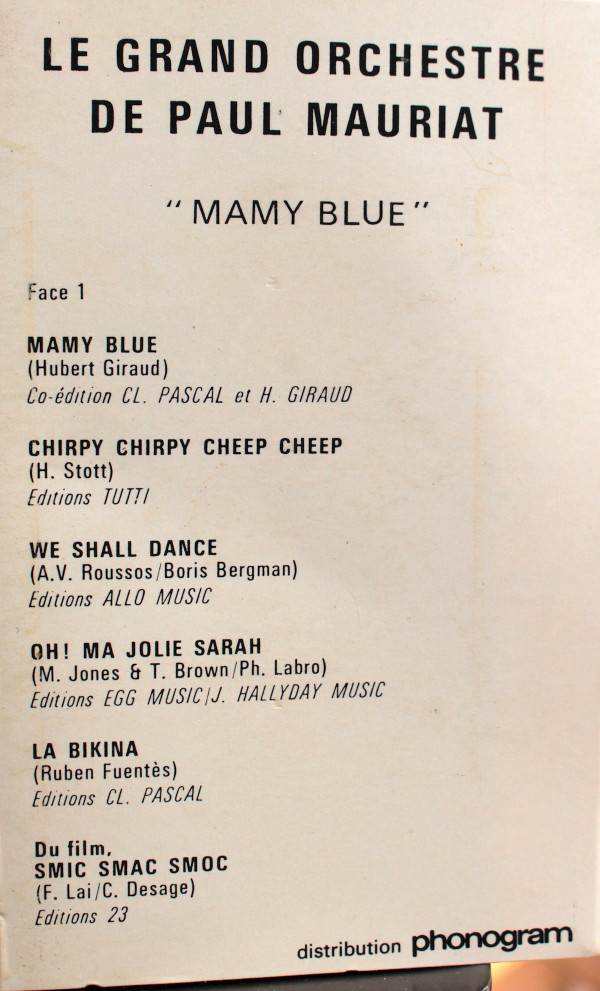 LE GRAND ORCHESTRE
DE PAUL MAURIAT
"MAMY BLUE"
Face 1
MAMY BLUE
(Hubert Giraud)
Co-édition CL. PASCAL et H. GIRAUD
CHIRPY CHIRPY CHEEP CHEEP
(H. Stott)
Editions TUTTI
WE SHALL DANCE
(A.V. Roussos/Boris Bergman)
Editions ALLO MUSIC
OH! MA JOLIE SARAH
(M. Jones & T. Brown/Ph. Labro)
Editions EGG MUSIC/J. HALLYDAY MUSIC
LA BIKINA
(Ruben Fuentès)
Editions CL. PASCAL
Du film,
SMIC SMAC SMOC
(F. Lai/C. Desage)
Editions 23
distribution phonogram